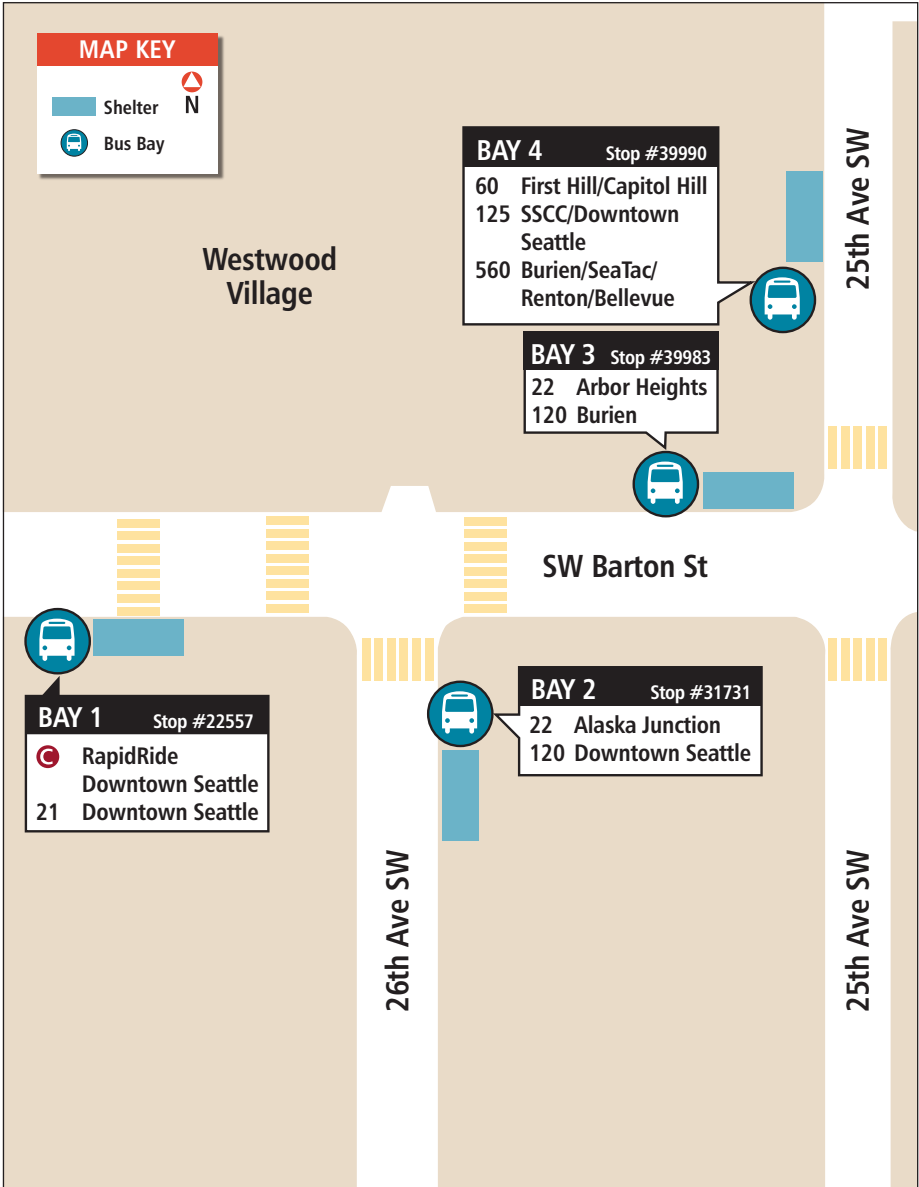 MAP KEY
Shelter
N
Bus Bay
Westwood
Village
BAY 4 Stop #39990
60 First Hill/Capitol Hill
125 SSCC/Downtown
Seattle
560 Burien/SeaTac/
Renton/Bellevue
25th Ave SW
BAY 3 Stop #39983
22 Arbor Heights
120 Burien
SW Barton St
BAY 1 Stop #22557
C RapidRide
Downtown Seattle
21 Downtown Seattle
BAY 2 Stop #31731
22 Alaska Junction
120 Downtown Seattle
26th Ave SW
25th Ave SW